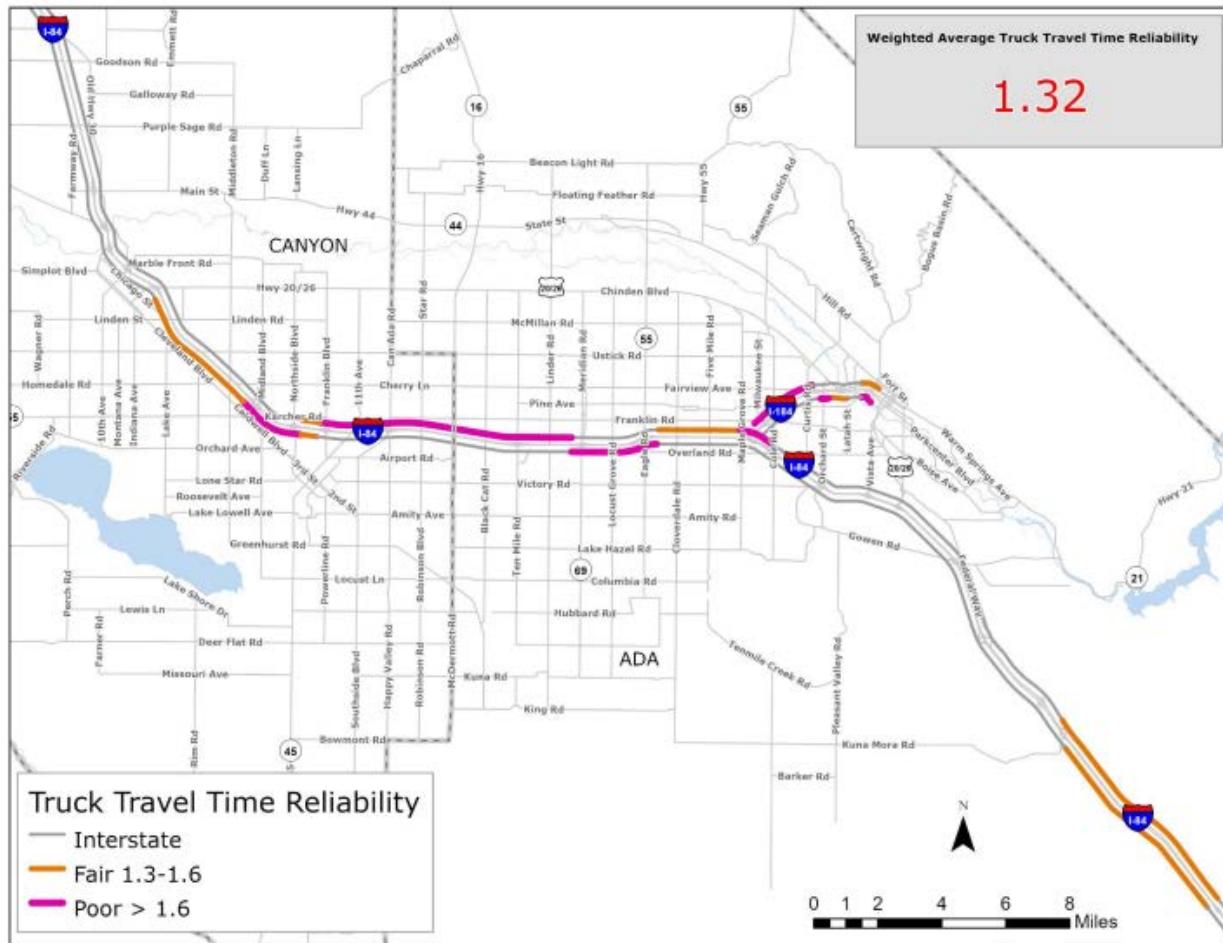 I-84
Emmett Rd
Goodson Rd
Old Hwy 30
Galloway Rd
Purple Sage Rd
Farmway Rd
Middleton Rd
Duff Ln
Lansing Ln
Main St
Chaparral Rd
16
55
Hwy 16
Weighted Average Truck Travel Time Reliability
1.32
Beacon Light Rd
Floating Feather Rd
Hwy 55
Seaman Gulch Rd
Cartwright Rd
Bogus Basin Rd
Hwy 44
44
State St
CANYON
Simplot Blvd
Marble Front Rd
Chicago St
Hwy 20/26
Can Ada Rd
Star Rd
20/26
Chinden Blvd
Hill Rd
Linden St
Linden Rd
McMillan Rd
Wagner Rd
Cleveland Blvd
Midland Blvd
Northside Blvd
Franklin Blvd
11th Ave
Linder Rd
Meridian Rd
55
Ustick Rd
Five Mile Rd
Milwaukee St
Homedale Rd
Cherry Ln
Fairview Ave
Fort St
10th Ave
Montana Ave
Indiana Ave
Lake Ave
Pine Ave
I-184
Curtis Rd
55
Karcher Rd
I-84
Franklin Rd
Maple Grove Rd
Cole Rd
Latah St
Riverside Rd
Caldwell Blvd
Orchard Ave
Airport Rd
Eagle Rd
Overland Rd
I-84
Orchard St
Vista Ave
20/26
Parkcenter Blvd
Warm Springs Ave
Boise Ave
Lone Star Rd
3rd St
2nd St
Roosevelt Ave
Black Cat Rd
Victory Rd
Locust Grove Rd
Hwy 21
Lake Lowell Ave
Amity Ave
Amity Rd
Cloverdale Rd
Greenhurst Rd
Ten Mile Rd
Lake Hazel Rd
Gowen Rd
Federal Way
21
Perch Rd
Lake Shore Dr
Powerline Rd
Locust Ln
Robinson Blvd
69
Columbia Rd
Lewis Ln
Hubbard Rd
Farner Rd
Deer Flat Rd
ADA
Tenmile Creek Rd
Pleasant Valley Rd
Missouri Ave
Southside Blvd
Happy Valley Rd
Robinson Rd
McDermott Rd
Kuna Rd
King Rd
Rim Rd
45
Bowmont Rd
Kuna Mora Rd
Barker Rd
I-84
Truck Travel Time Reliability
Interstate
Fair 1.3-1.6
Poor > 1.6
N
0 1 2 4 6 8
Miles